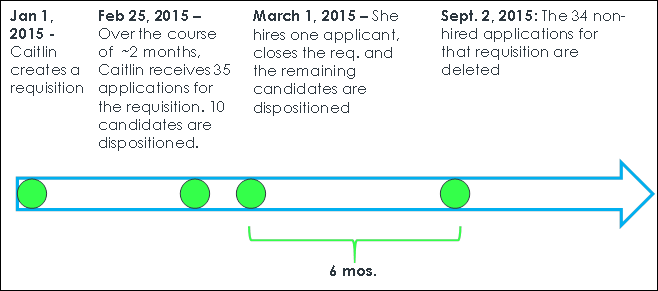 Jan 1,
2015 -
Caitlin
creates a
requisition
Feb 25, 2015 –
Over the course
of ~2 months,
Caitlin receives 35
applications for
the requisition. 10
candidates are
dispositioned.
March 1, 2015 – She
hires one applicant,
closes the req. and
the remaining
candidates are
dispositioned
Sept. 2, 2015: The 34 non-
hired applications for
that requisition are
deleted
6 mos.